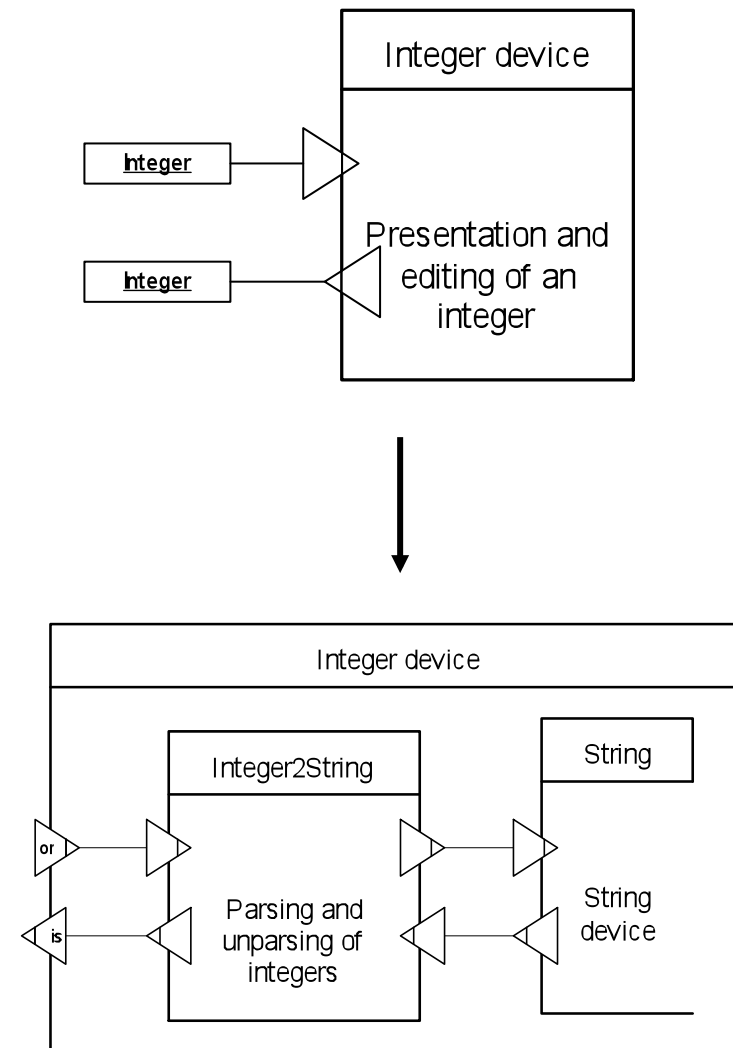 Integer device
Integer
Integer
Presentation and
editing of an
integer
Integer device
Integer2String
String
or
is
Parsing and
unparsing of
integers
String
device